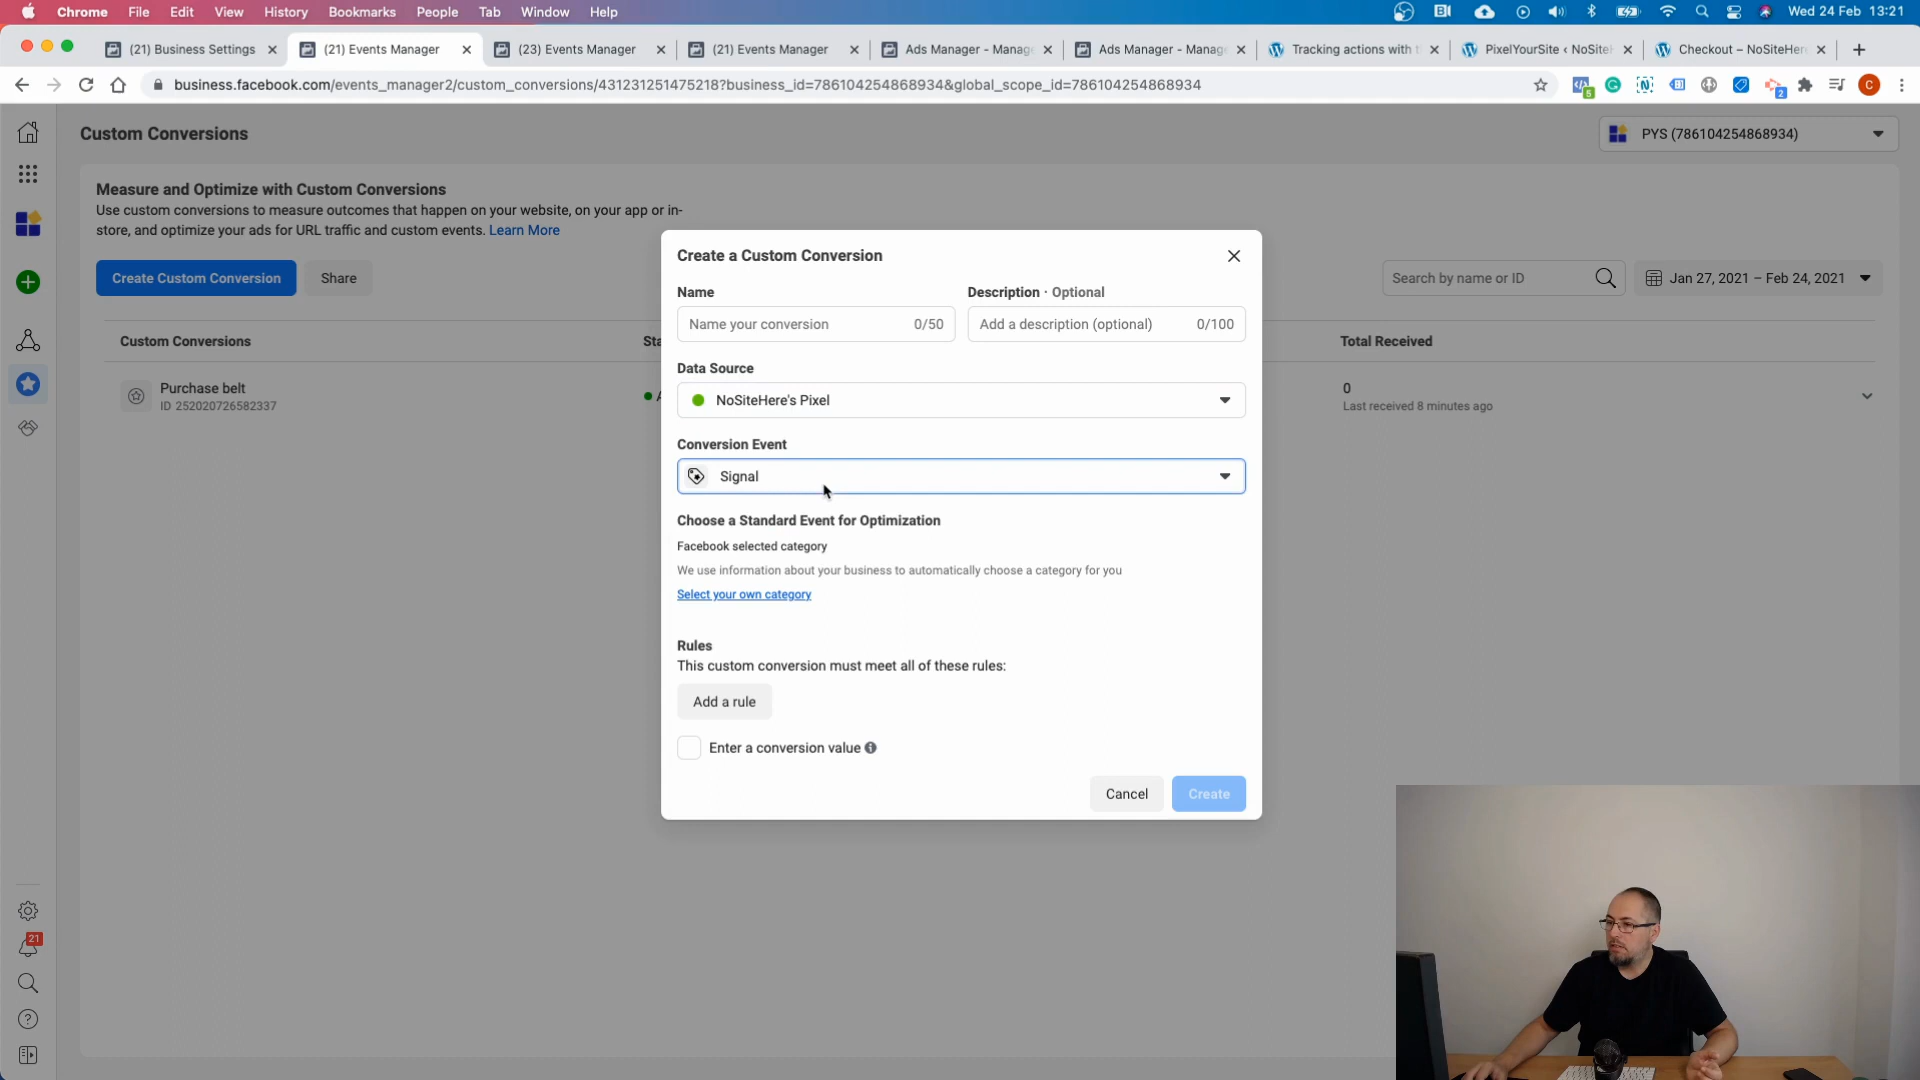 Chrome File Edit View History Bookmarks People Tab Window Help Wed 24 Feb 13:21
(21) Business Settings (21) Events Manager (23) Events Manager (21) Events Manager Ads Manager - Manag Ads Manager - Manag Tracking actions with PixelYourSite ‹ NoSiteH Checkout – NoSiteHer
business.facebook.com/events_manager2/custom_conversions/431231251475218?business_id=786104254868934&global_scope_id=786104254868934
5
2
C
Custom Conversions
PYS (786104254868934)
Measure and Optimize with Custom Conversions
Use custom conversions to measure outcomes that happen on your website, on your app or in-
store, and optimize your ads for URL traffic and custom events. Learn More
Create Custom Conversion Share
Search by name or ID
Jan 27, 2021 – Feb 24, 2021
Custom Conversions Sta Total Received
Purchase belt
ID 252020726582337
A
0
Last received 8 minutes ago
Create a Custom Conversion
Name Description · Optional
Name your conversion 0/50 Add a description (optional) 0/100
Data Source
NoSiteHere's Pixel
Conversion Event
Signal
Choose a Standard Event for Optimization
Facebook selected category
We use information about your business to automatically choose a category for you
Select your own category
Rules
This custom conversion must meet all of these rules:
Add a rule
Enter a conversion value
Cancel Create
21